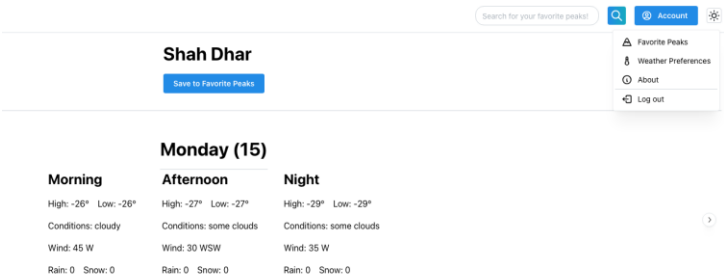 Search for your favorite peaks!
Account
Favorite Peaks
Weather Preferences
About
Log out
Shah Dhar
Save to Favorite Peaks
Monday (15)
Morning Afternoon Night
High: -26° Low: -26° High: -27° Low: -27° High: -29° Low: -29°
Conditions: cloudy Conditions: some clouds Conditions: some clouds
Wind: 45 W Wind: 30 WSW Wind: 35 W
Rain: 0 Snow: 0 Rain: 0 Snow: 0 Rain: 0 Snow: 0